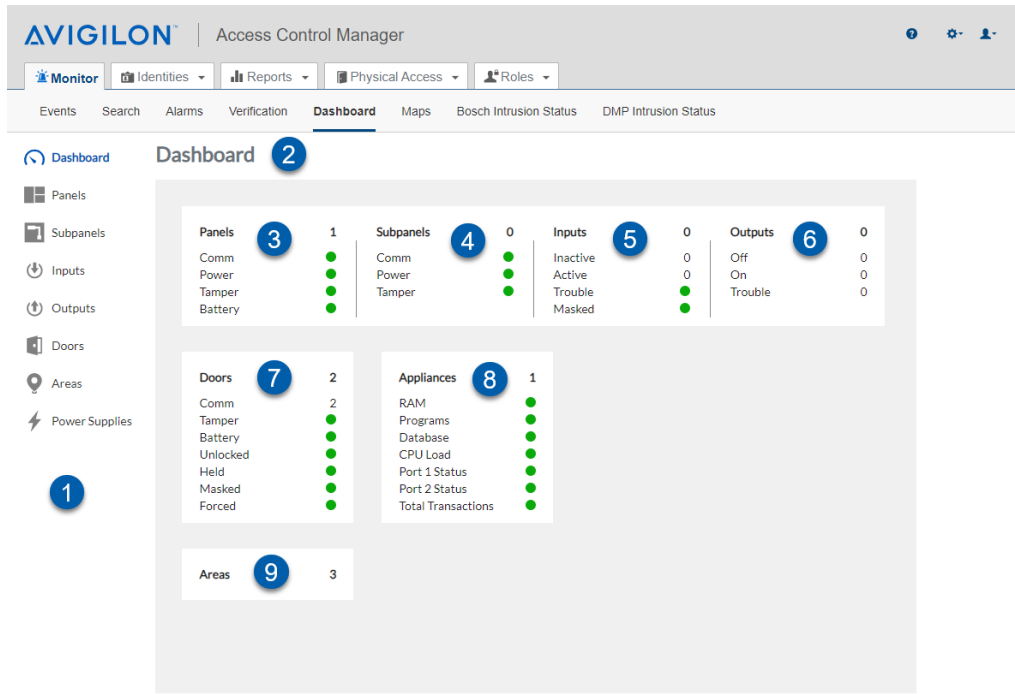 AVIGILON™ Access Control Manager
Monitor Identities Reports Physical Access Roles
Events Search Alarms Verification Dashboard Maps Bosch Intrusion Status DMP Intrusion Status
Dashboard
Panels
Subpanels
Inputs
Outputs
Doors
Areas
Power Supplies
1
Dashboard 2
Panels 3 1
Comm
Power
Tamper
Battery
Subpanels 4 0
Comm
Power
Tamper
Inputs 5 0
Inactive 0
Active 0
Trouble
Masked
Outputs 6 0
Off 0
On 0
Trouble 0
Doors 7 2
Comm 2
Tamper
Battery
Unlocked
Held
Masked
Forced
Appliances 8 1
RAM
Programs
Database
CPU Load
Port 1 Status
Port 2 Status
Total Transactions
Areas 9 3